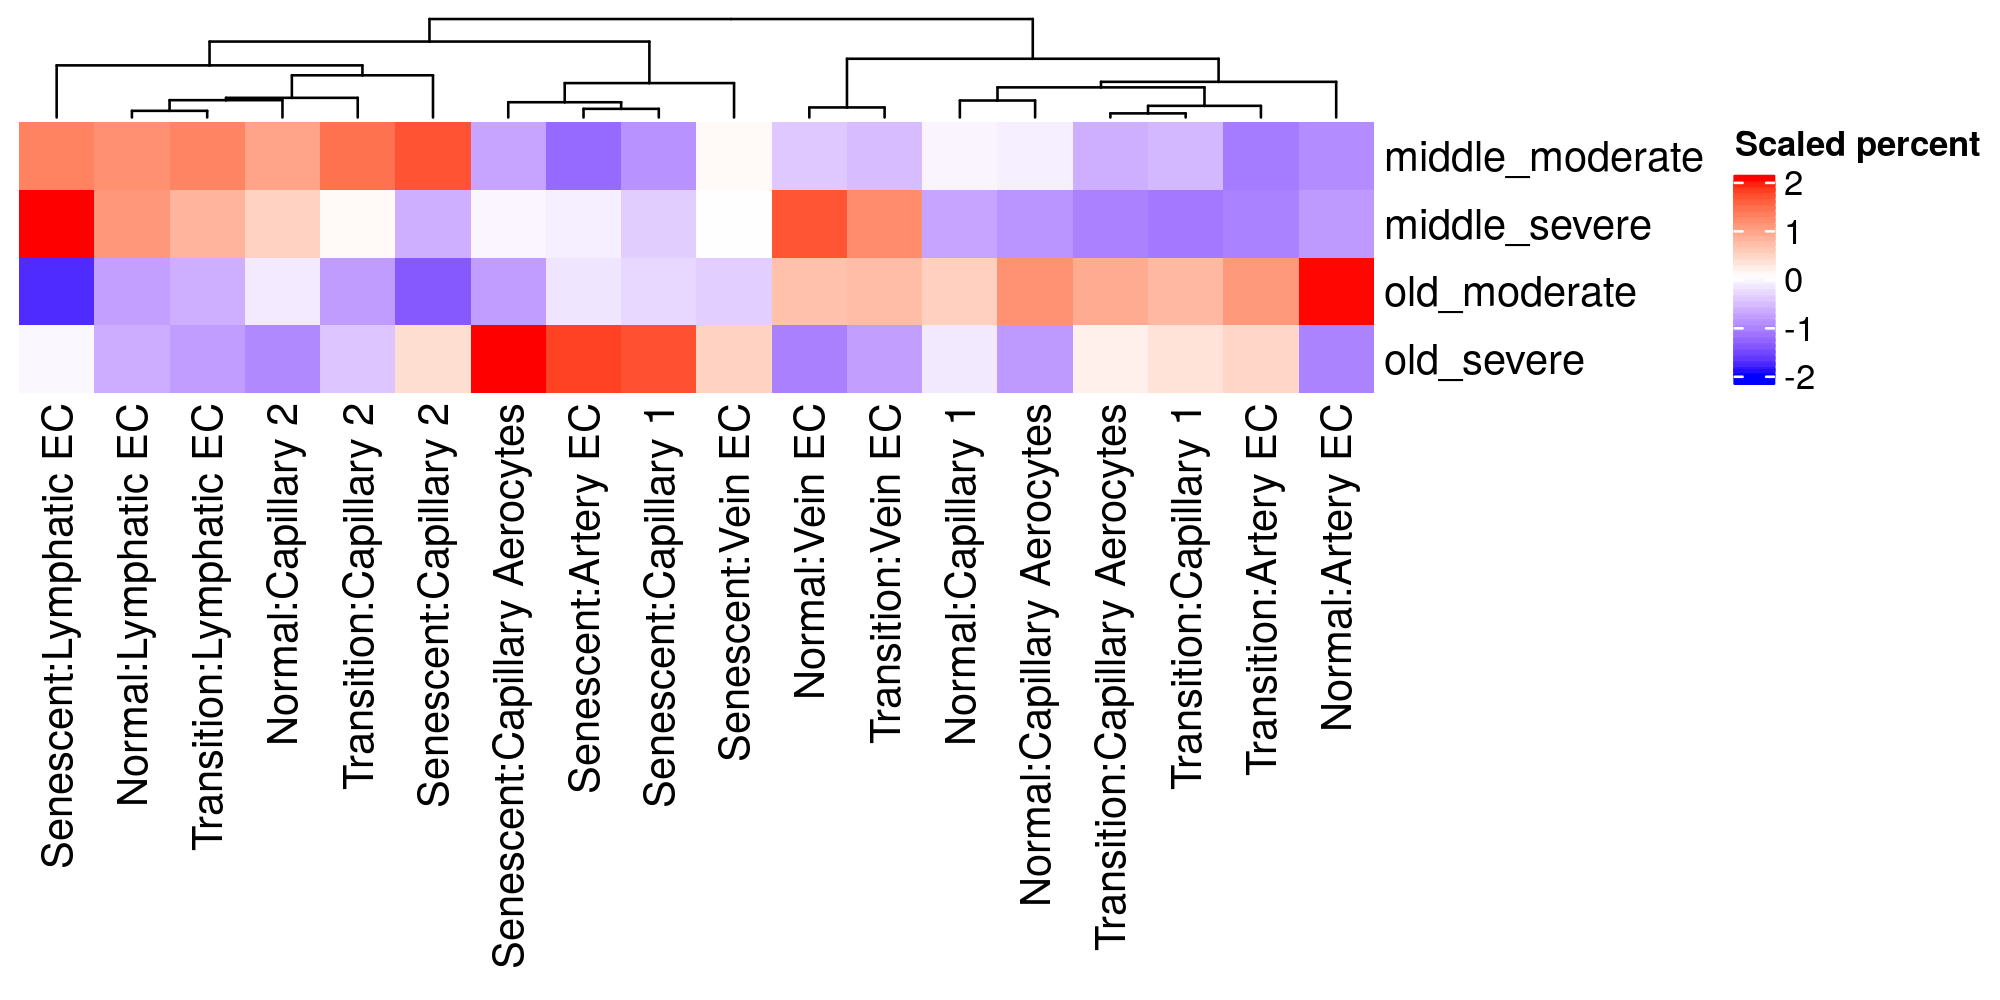 middle_moderate
middle_severe
old_moderate
old_severe
Scaled percent
2
1
0
-1
-2
Senescent:Lymphatic EC
Normal:Lymphatic EC
Transition:Lymphatic EC
Normal:Capillary 2
Transition:Capillary 2
Senescent:Capillary 2
Senescent:Capillary Aerocytes
Senescent:Artery EC
Senescent:Capillary 1
Senescent:Vein EC
Normal:Vein EC
Transition:Vein EC
Normal:Capillary 1
Normal:Capillary Aerocytes
Transition:Capillary Aerocytes
Transition:Capillary 1
Transition:Artery EC
Normal:Artery EC